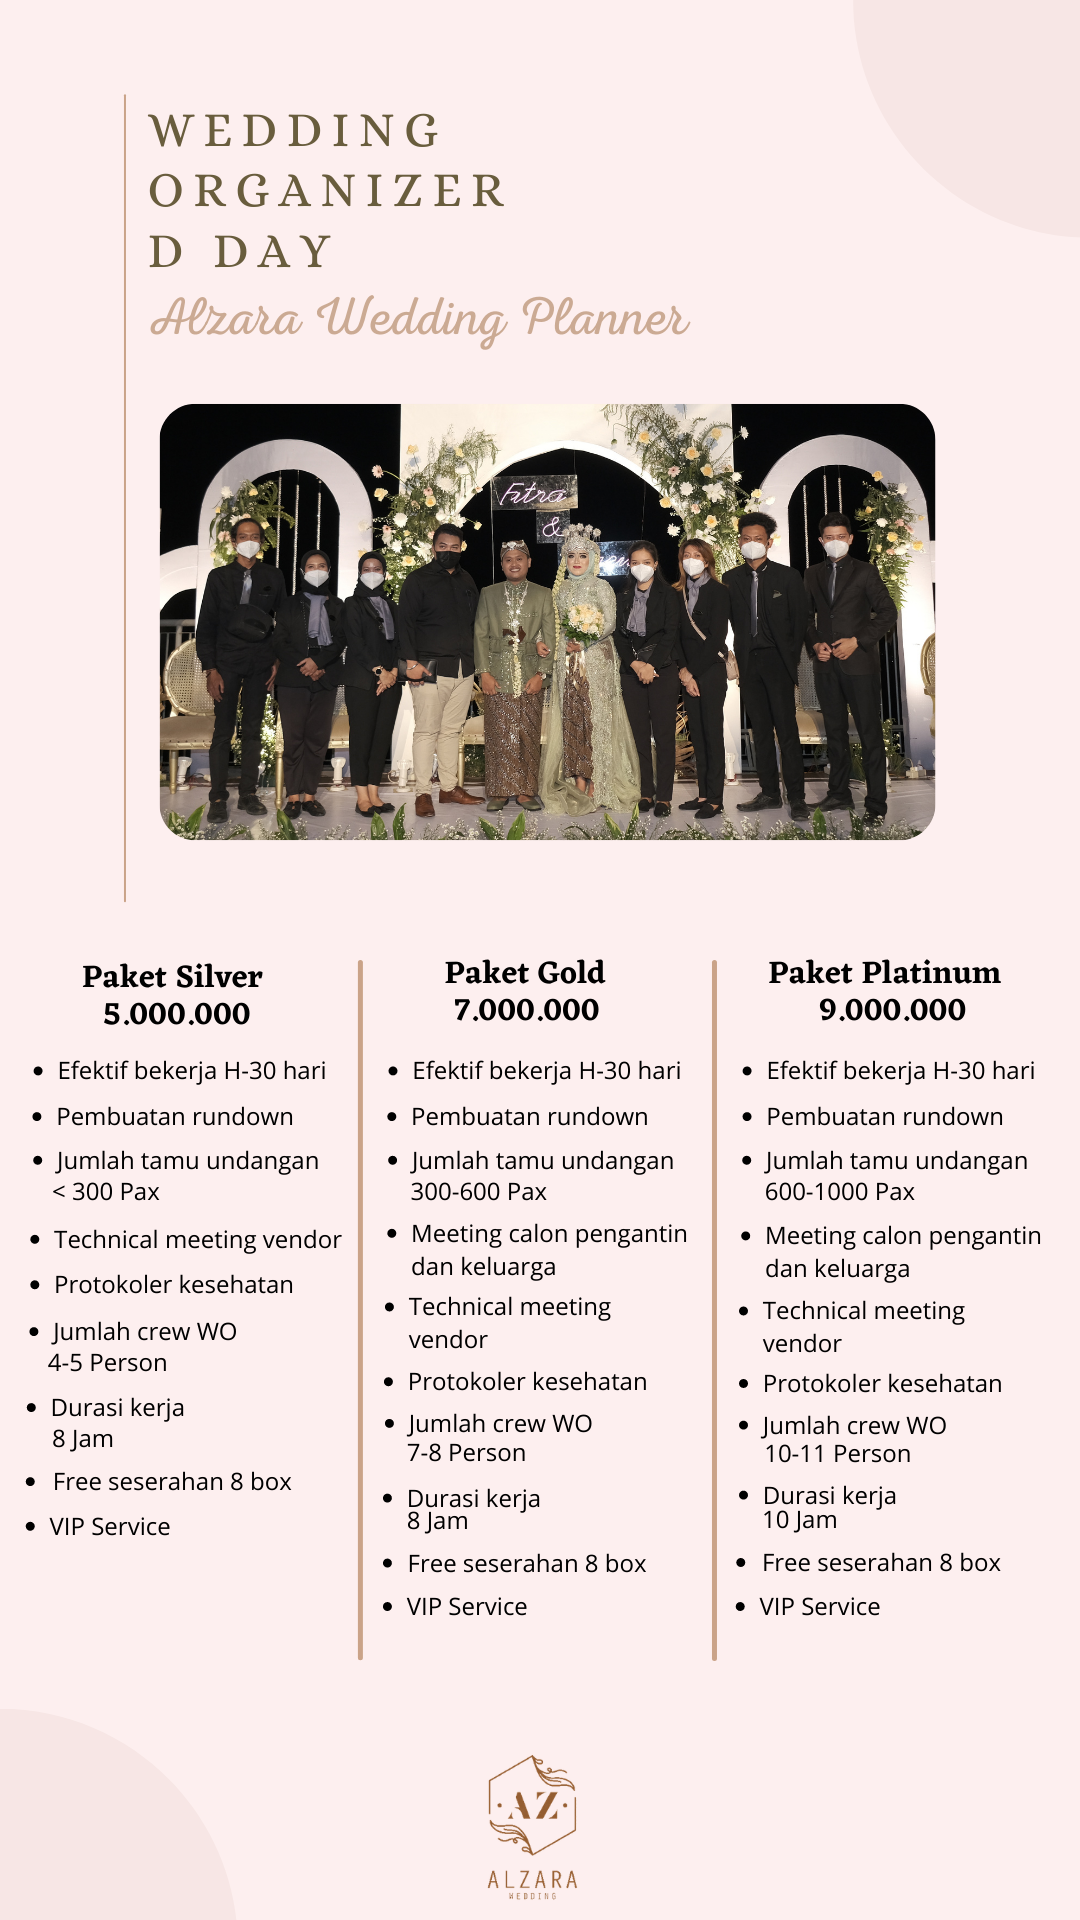 WEDDING
ORGANIZER
D DAY
Alzara Wedding Planner
Fitra
&
Paket Silver
5.000.000
• Efektif bekerja H-30 hari
• Pembuatan rundown
• Jumlah tamu undangan
< 300 Pax
• Technical meeting vendor
• Protokoler kesehatan
• Jumlah crew WO
4-5 Person
• Durasi kerja
8 Jam
• Free seserahan 8 box
• VIP Service
Paket Gold
7.000.000
• Efektif bekerja H-30 hari
• Pembuatan rundown
• Jumlah tamu undangan
300-600 Pax
• Meeting calon pengantin
dan keluarga
• Technical meeting
vendor
• Protokoler kesehatan
• Jumlah crew WO
7-8 Person
• Durasi kerja
8 Jam
• Free seserahan 8 box
• VIP Service
Paket Platinum
9.000.000
• Efektif bekerja H-30 hari
• Pembuatan rundown
• Jumlah tamu undangan
600-1000 Pax
• Meeting calon pengantin
dan keluarga
• Technical meeting
vendor
• Protokoler kesehatan
• Jumlah crew WO
10-11 Person
• Durasi kerja
10 Jam
• Free seserahan 8 box
• VIP Service
·AZ·
ALZARA
WEDDING